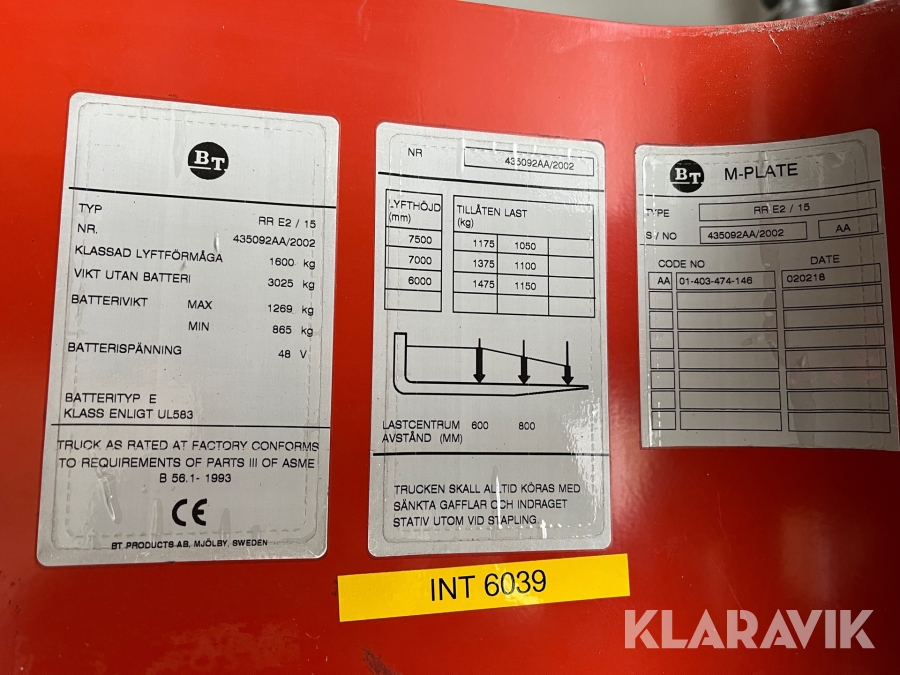 BT
TYP RR E2 / 15
NR. 435092AA/2002
KLASSAD LYFTFÖRMÅGA 1600 kg
VIKT UTAN BATTERI 3025 kg
BATTERIVIKT MAX 1269 kg
MIN 865 kg
BATTERISPÄNNING 48 V
BATTERITYP E
KLASS ENLIGT UL583
TRUCK AS RATED AT FACTORY CONFORMS
TO REQUIREMENTS OF PARTS III OF ASME
B 56.1- 1993
CE
BT PRODUCTS AB, MJÖLBY, SWEDEN
NR 435092AA/2002
LYFTHÖJD TILLÅTEN LAST
(mm) (kg)
7500 1175 1050
7000 1375 1100
6000 1475 1150
LASTCENTRUM 600 800
AVSTÅND (MM)
TRUCKEN SKALL ALLTID KÖRAS MED
SÄNKTA GAFFLAR OCH INDRAGET
STATIV UTOM VID STAPLING
BT M-PLATE
TYPE RR E2 / 15
S / NO 435092AA/2002 AA
CODE NO DATE
AA 01-403-474-146 020218
INT 6039
KLARAVIK